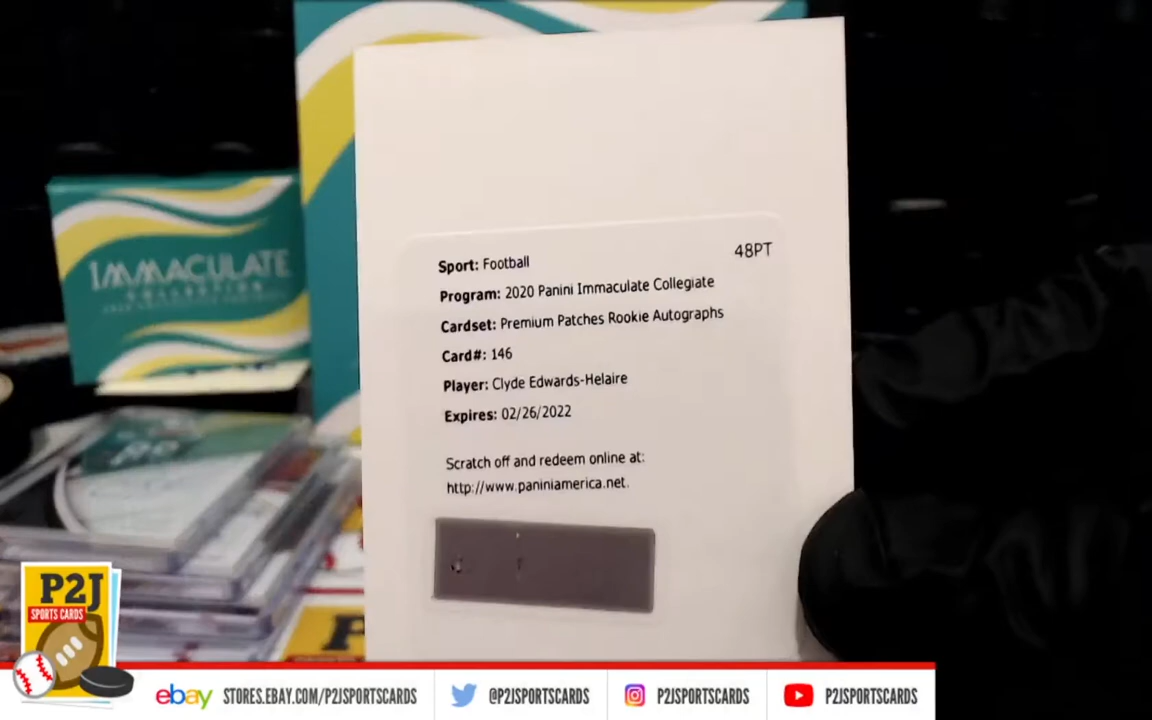 IMMACULATE
COLLECTION
48PT
Sport: Football
Program: 2020 Panini Immaculate Collegiate
Cardset: Premium Patches Rookie Autographs
Card#: 146
Player: Clyde Edwards-Helaire
Expires: 02/26/2022
Scratch off and redeem online at:
http://www.paniniamerica.net.
P2J
SPORTS CARDS
ebay STORES.EBAY.COM/P2JSPORTSCARDS
@P2JSPORTSCARDS
P2JSPORTSCARDS
P2JSPORTSCARDS